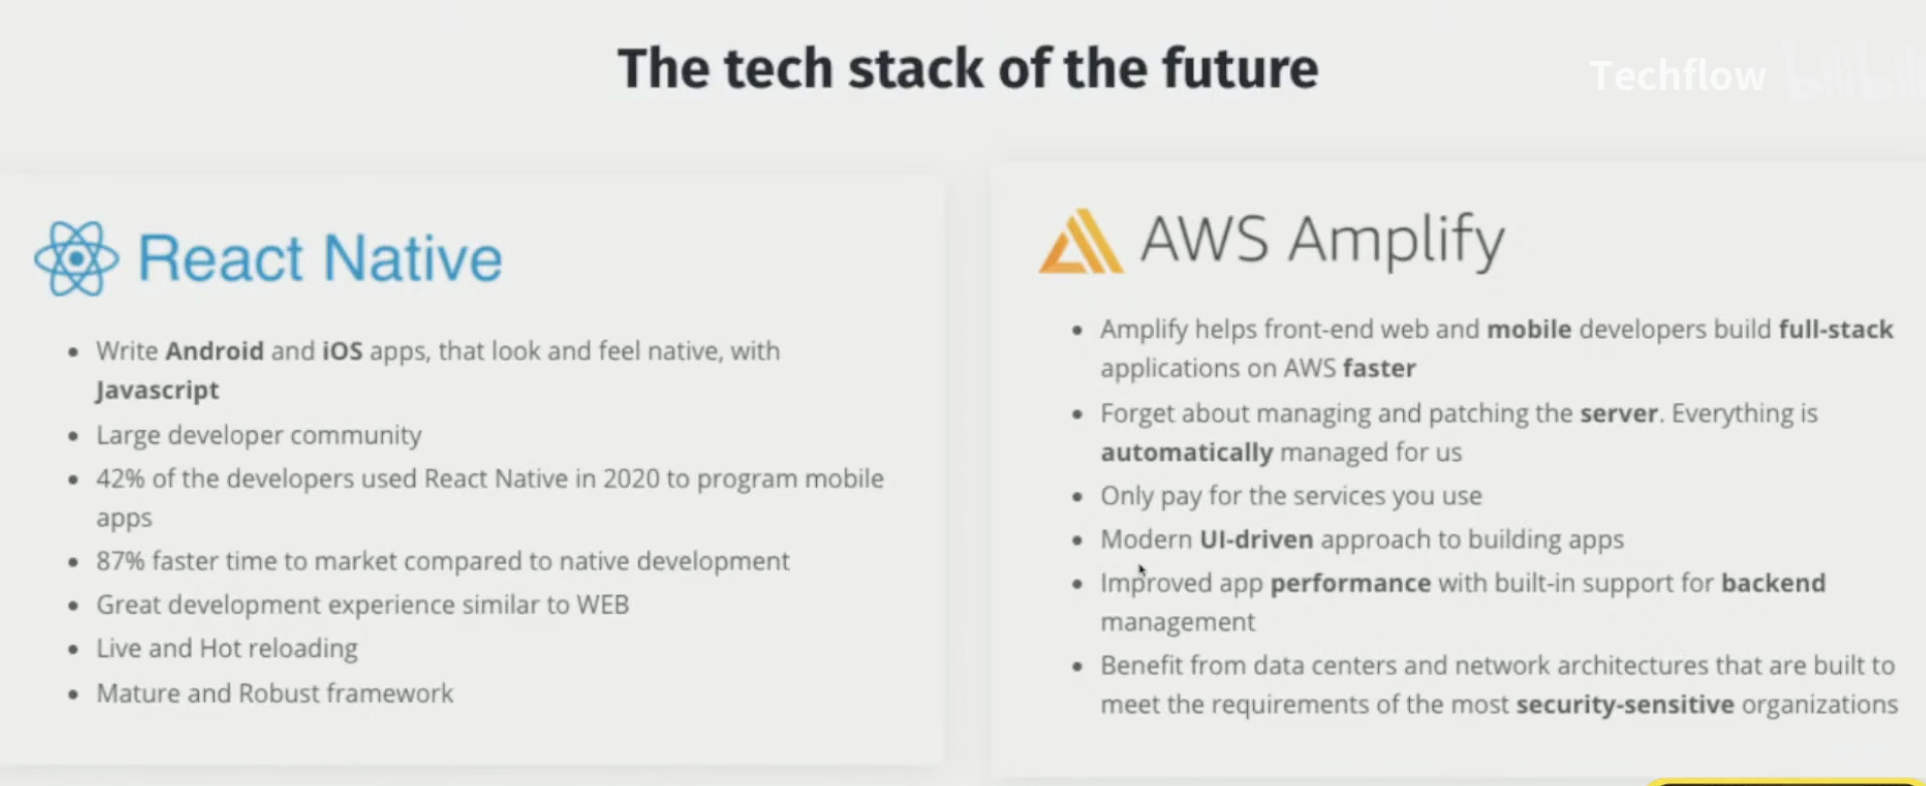 The tech stack of the future
Techflow
bilibili
React Native
Write Android and iOS apps, that look and feel native, with
Javascript
Large developer community
42% of the developers used React Native in 2020 to program mobile
apps
87% faster time to market compared to native development
Great development experience similar to WEB
Live and Hot reloading
Mature and Robust framework
AWS Amplify
Amplify helps front-end web and mobile developers build full-stack
applications on AWS faster
Forget about managing and patching the server. Everything is
automatically managed for us
Only pay for the services you use
Modern UI-driven approach to building apps
Improved app performance with built-in support for backend
management
Benefit from data centers and network architectures that are built to
meet the requirements of the most security-sensitive organizations